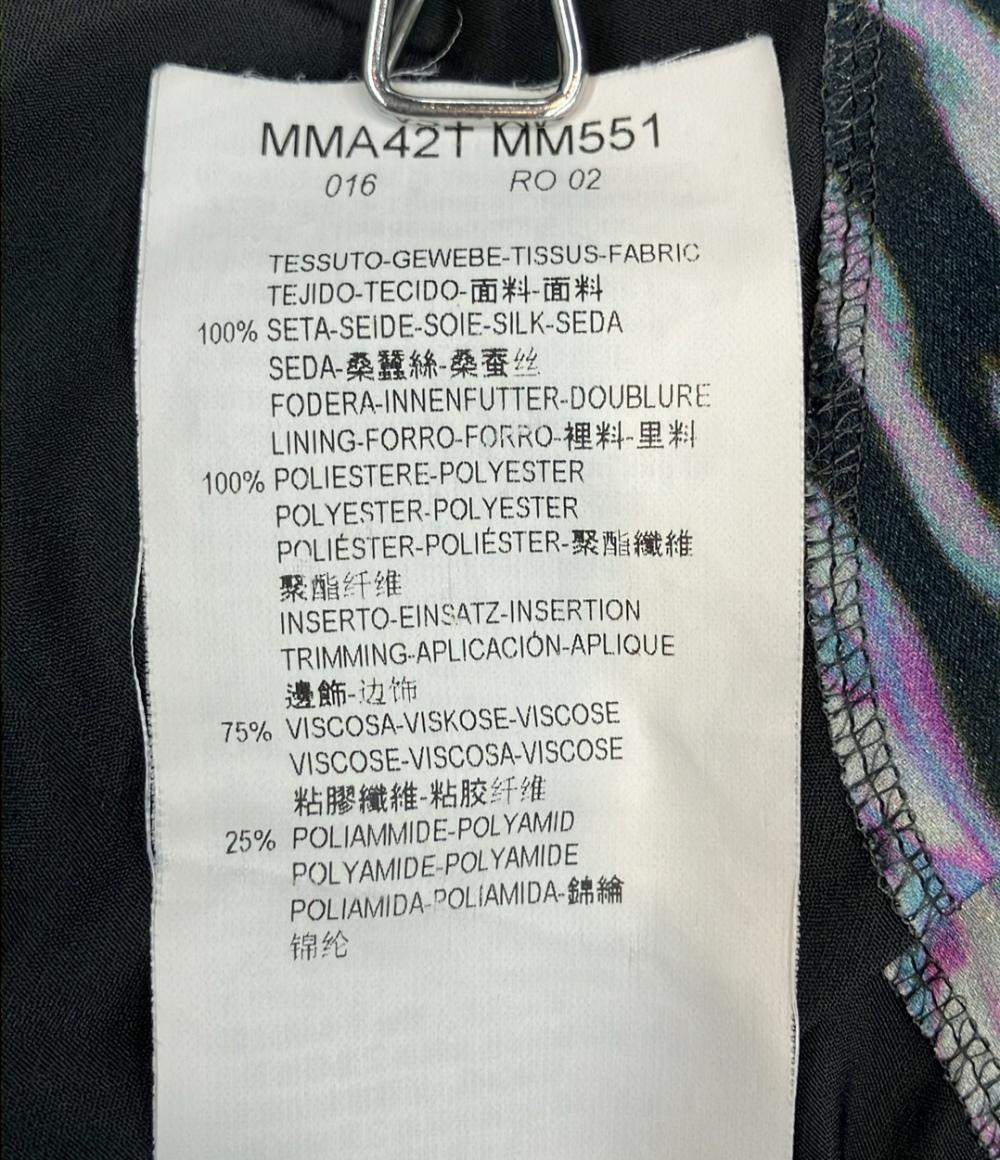 MMA42T MM551
016 RO 02
TESSUTO-GEWEBE-TISSUS-FABRIC
TEJIDO-TECIDO-面料-面料
100% SETA-SEIDE-SOIE-SILK-SEDA
SEDA-桑蠶絲-桑蚕丝
FODERA-INNENFUTTER-DOUBLURE
LINING-FORRO-FORRO-裡料-里料
100% POLIESTERE-POLYESTER
POLYESTER-POLYESTER
POLIÉSTER-POLIÉSTER-聚酯纖維
聚酯纤维
INSERTO-EINSATZ-INSERTION
TRIMMING-APLICACIÓN-APLIQUE
邊飾-边饰
75% VISCOSA-VISKOSE-VISCOSE
VISCOSE-VISCOSA-VISCOSE
粘膠纖維-粘胶纤维
25% POLIAMMIDE-POLYAMID
POLYAMIDE-POLYAMIDE
POLIAMIDA-POLIAMIDA-錦綸
锦纶